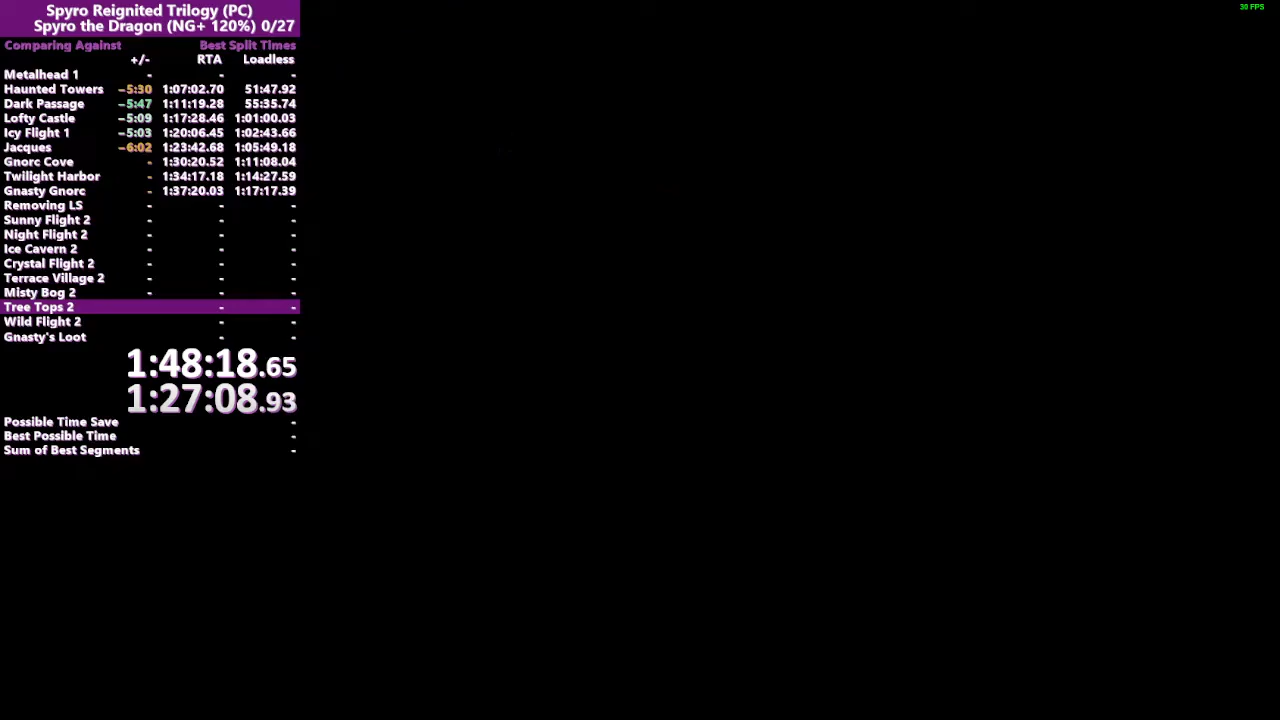 Spyro Reignited Trilogy (PC)
Spyro the Dragon (NG+ 120%) 0/27
Comparing Against Best Split Times
+/- RTA Loadless
Metalhead 1 - - -
Haunted Towers −5:30 1:07:02.70 51:47.92
Dark Passage −5:47 1:11:19.28 55:35.74
Lofty Castle −5:09 1:17:28.46 1:01:00.03
Icy Flight 1 −5:03 1:20:06.45 1:02:43.66
Jacques −6:02 1:23:42.68 1:05:49.18
Gnorc Cove - 1:30:20.52 1:11:08.04
Twilight Harbor - 1:34:17.18 1:14:27.59
Gnasty Gnorc - 1:37:20.03 1:17:17.39
Removing LS - - -
Sunny Flight 2 - - -
Night Flight 2 - - -
Ice Cavern 2 - - -
Crystal Flight 2 - - -
Terrace Village 2 - - -
Misty Bog 2 - - -
Tree Tops 2 - -
Wild Flight 2 - -
Gnasty's Loot - -
1:48:18.65
1:27:08.93
Possible Time Save -
Best Possible Time -
Sum of Best Segments -
30 FPS